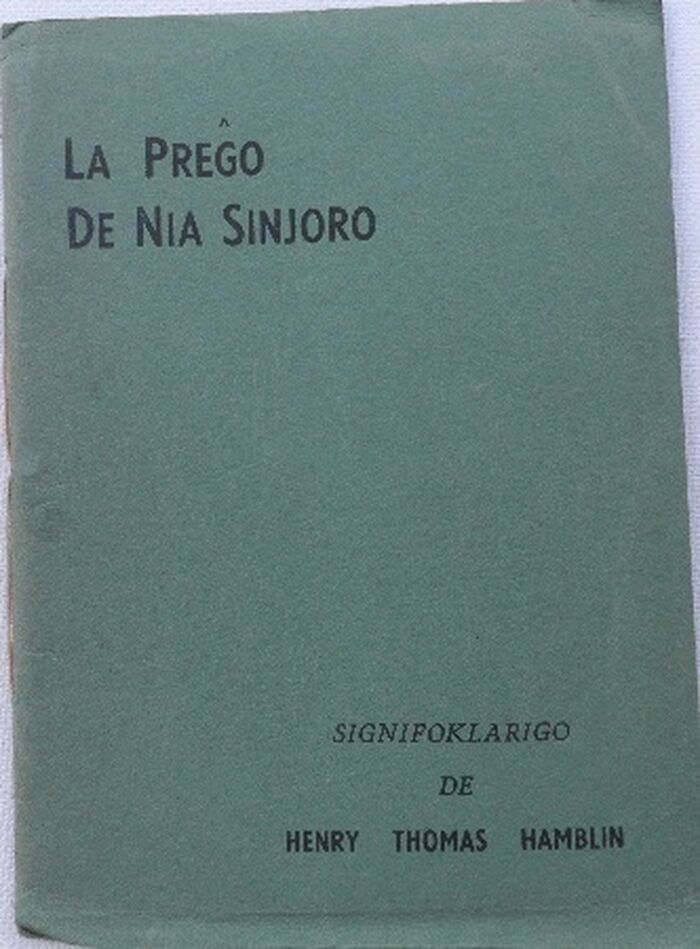 LA PREĜO
DE NIA SINJORO
SIGNIFOKLARIGO
DE
HENRY THOMAS HAMBLIN